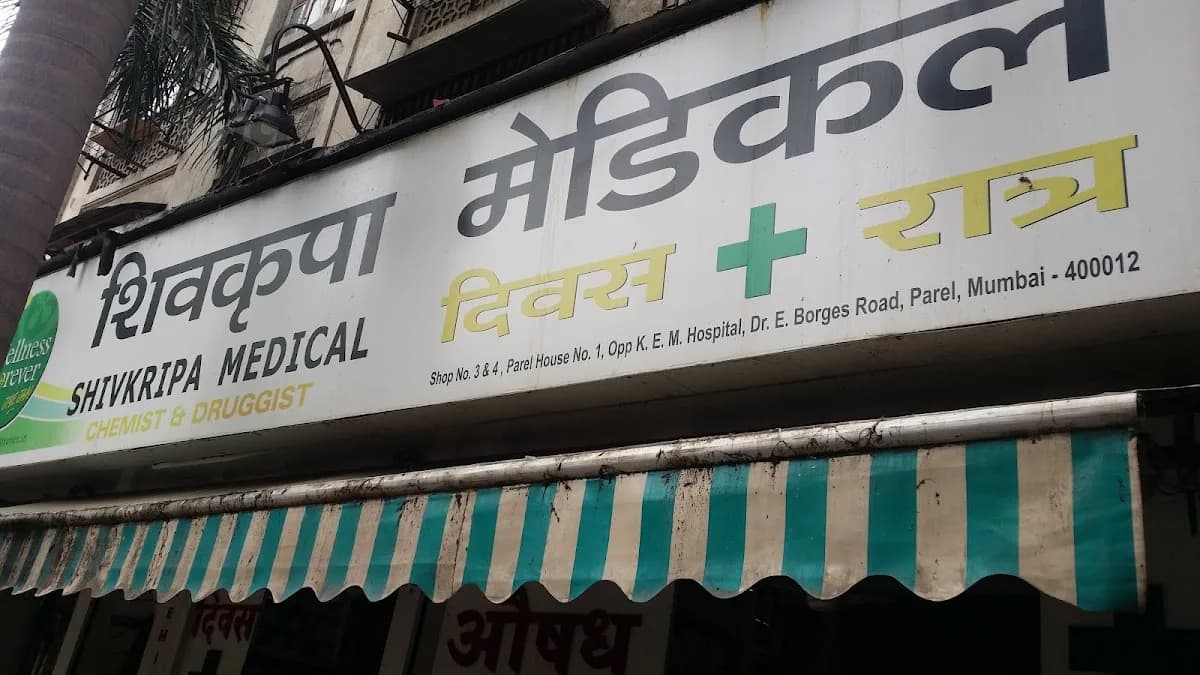 शिवकृपा मेडिकल
दिवस + रात्र
SHIVKRIPA MEDICAL
CHEMIST & DRUGGIST
Shop No. 3 & 4, Parel House No. 1, Opp K. E. M. Hospital, Dr. E. Borges Road, Parel, Mumbai - 400012
दिवस
औषध